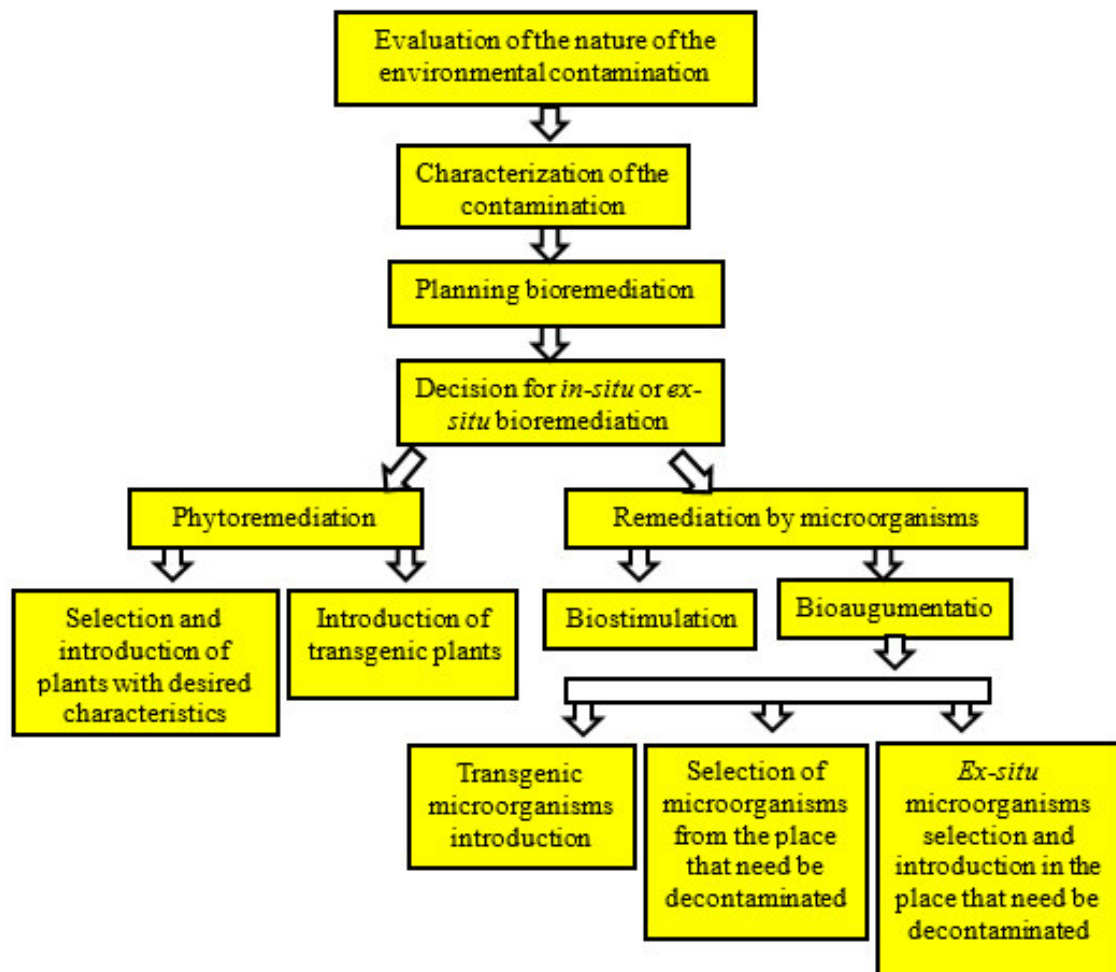 Evaluation of the nature of the
environmental contamination
Characterization of the
contamination
Planning bioremediation
Decision for in-situ or ex-
situ bioremediation
Phytoremediation
Remediation by microorganisms
Selection and
introduction of
plants with desired
characteristics
Introduction of
transgenic plants
Biostimulation
Bioaugumentatio
Transgenic
microorganisms
introduction
Selection of
microorganisms
from the place
that need be
decontaminated
Ex-situ
microorganisms
selection and
introduction in the
place that need be
decontaminated